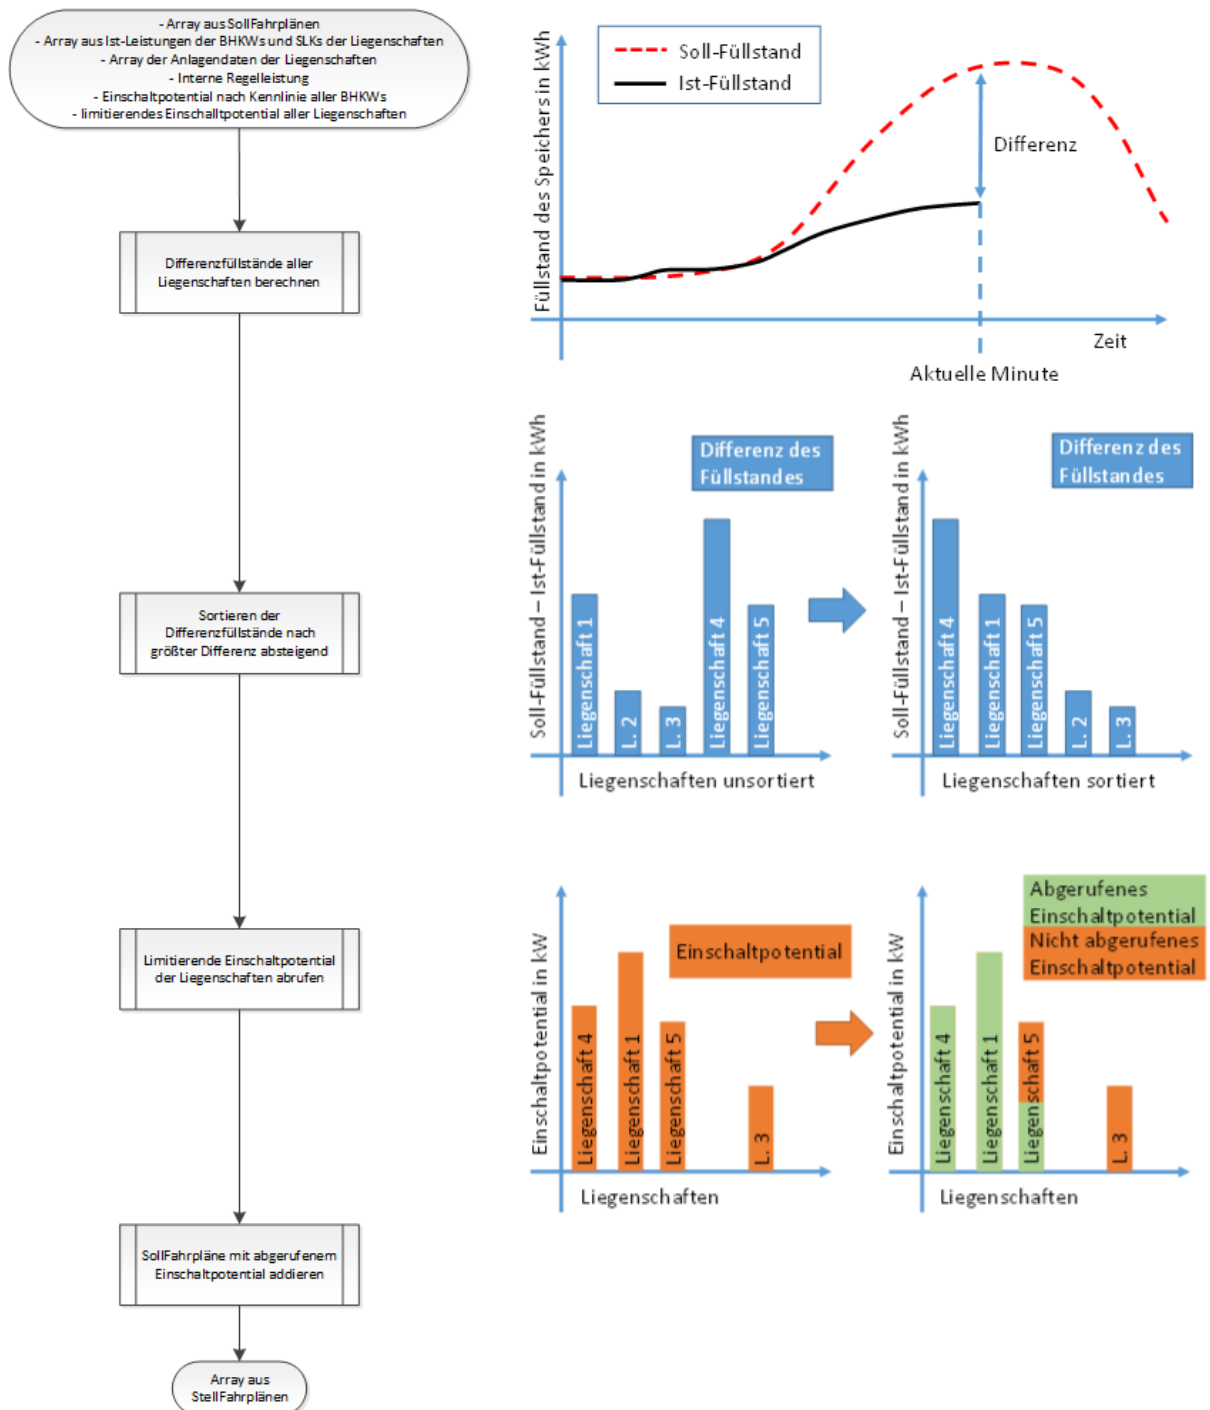 - Array aus SollFahrplänen
- Array aus Ist-Leistungen der BHKWs und SLKs der Liegenschaften
- Array der Anlagendaten der Liegenschaften
- Interne Regelleistung
- Einschaltpotential nach Kennlinie aller BHKWs
- limitierendes Einschalltpotential aller Liegenschaften
Differenzfüllstände aller
Liegenschaften berechnen
Sortieren der
Differenzfüllstände nach
größter Differenz absteigend
Limitierende Einschaltpotential
der Liegenschaften abrufen
SollFahrpläne mit abgerufenem
Einschaltpotential addieren
Array aus
StellFahrplänen
Füllstand des Speichers in kWh
Soll-Füllstand
Ist-Füllstand
Differenz
Zeit
Aktuelle Minute
Soll-Füllstand – Ist-Füllstand in kWh
Differenz des
Füllstandes
Liegenschaft 1
L. 2
L. 3
Liegenschaft 4
Liegenschaft 5
Liegenschaften unsortiert
Soll-Füllstand – Ist-Füllstand in kWh
Differenz des
Füllstandes
Liegenschaft 4
Liegenschaft 1
Liegenschaft 5
L. 2
L. 3
Liegenschaften sortiert
Einschaltpotential in kW
Einschaltpotential
Liegenschaft 4
Liegenschaft 1
Liegenschaft 5
L. 3
Liegenschaften
Einschaltpotential in kW
Abgerufenes
Einschaltpotential
Nicht abgerufenes
Einschaltpotential
Liegenschaft 4
Liegenschaft 1
Liegenschaft 5
L. 3
Liegenschaften